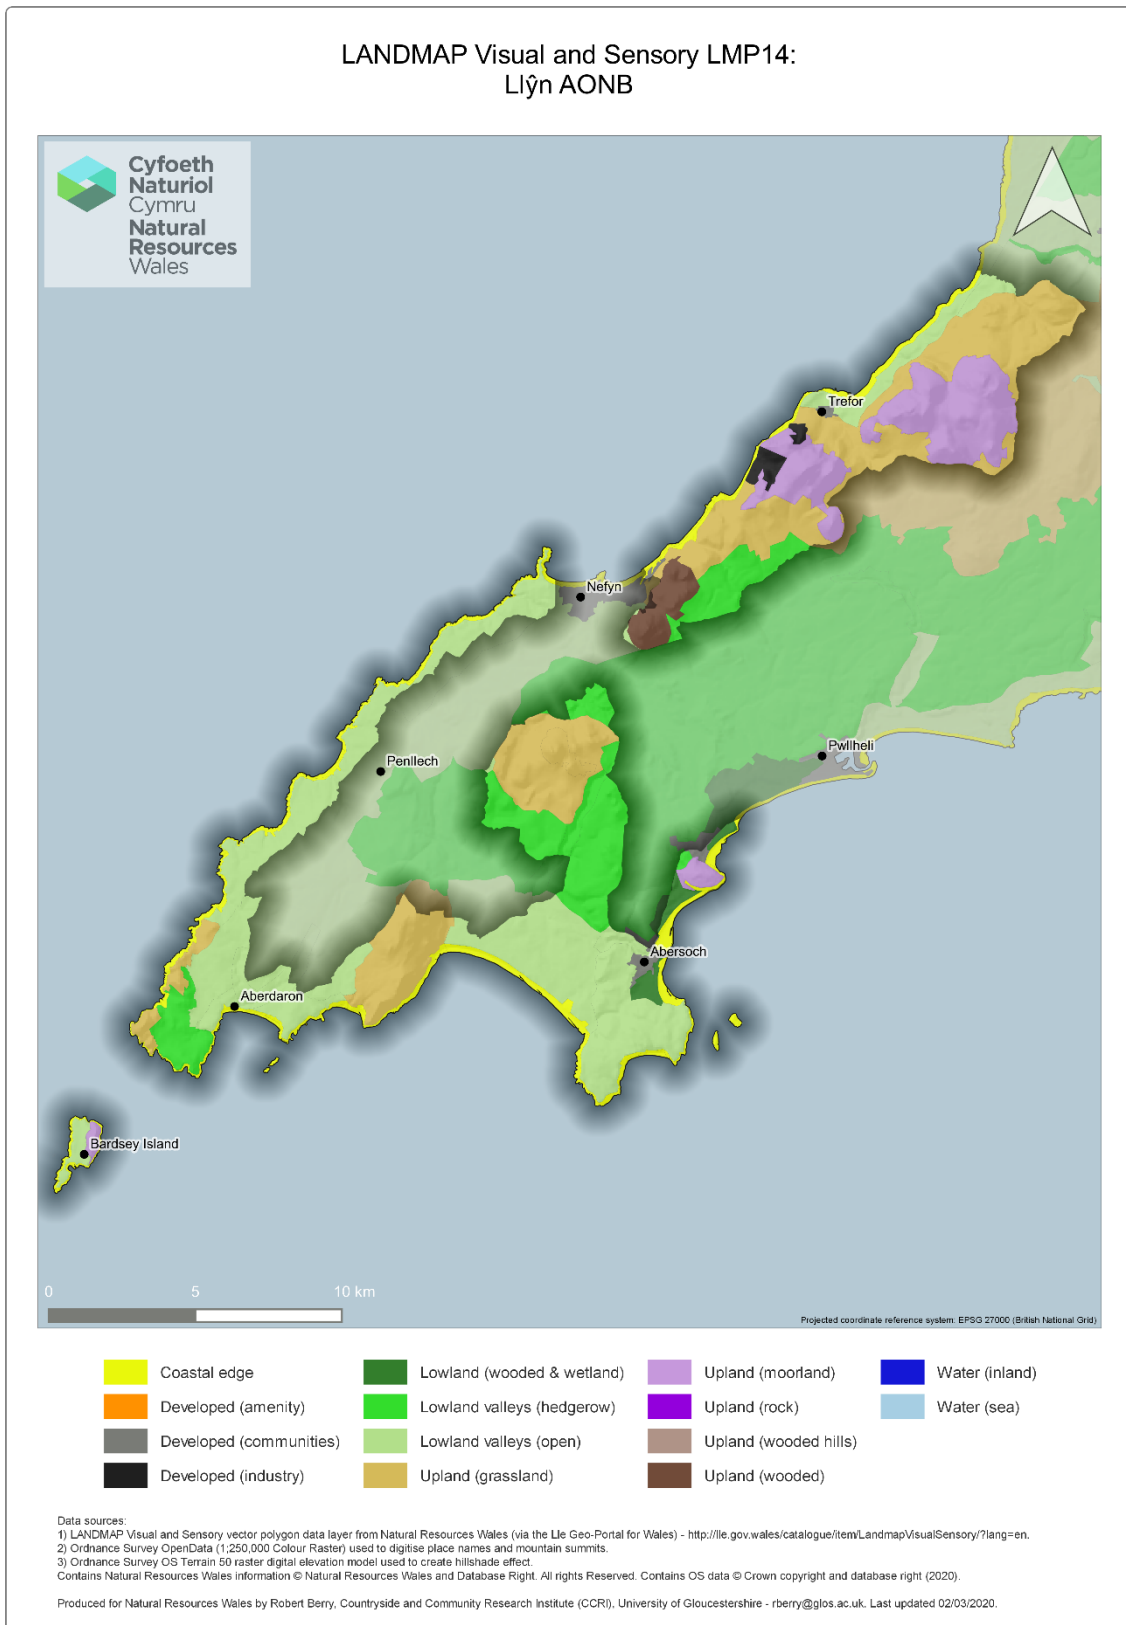 LANDMAP Visual and Sensory LMP14:
Llŷn AONB
Cyfoeth
Naturiol
Cymru
Natural
Resources
Wales
Trefor
Nefyn
Pwllheli
Penllech
Abersoch
Aberdaron
Bardsey Island
0 5 10 km
Projected coordinate reference system: EPSG 27000 (British National Grid)
Coastal edge
Developed (amenity)
Developed (communities)
Developed (industry)
Lowland (wooded & wetland)
Lowland valleys (hedgerow)
Lowland valleys (open)
Upland (grassland)
Upland (moorland)
Upland (rock)
Upland (wooded hills)
Upland (wooded)
Water (inland)
Water (sea)
Data sources:
1) LANDMAP Visual and Sensory vector polygon data layer from Natural Resources Wales (via the Lle Geo-Portal for Wales) - http://lle.gov.wales/catalogue/item/LandmapVisualSensory/?lang=en.
2) Ordnance Survey OpenData (1;250,000 Colour Raster) used to digitise place names and mountain summits.
3) Ordnance Survey OS Terrain 50 raster digital elevation model used to create hillshade effect.
Contains Natural Resources Wales information © Natural Resources Wales and Database Right. All rights Reserved. Contains OS data © Crown copyright and database right (2020).
Produced for Natural Resources Wales by Robert Berry, Countryside and Community Research Institute (CCRI), University of Gloucestershire - rberry@glos.ac.uk. Last updated 02/03/2020.